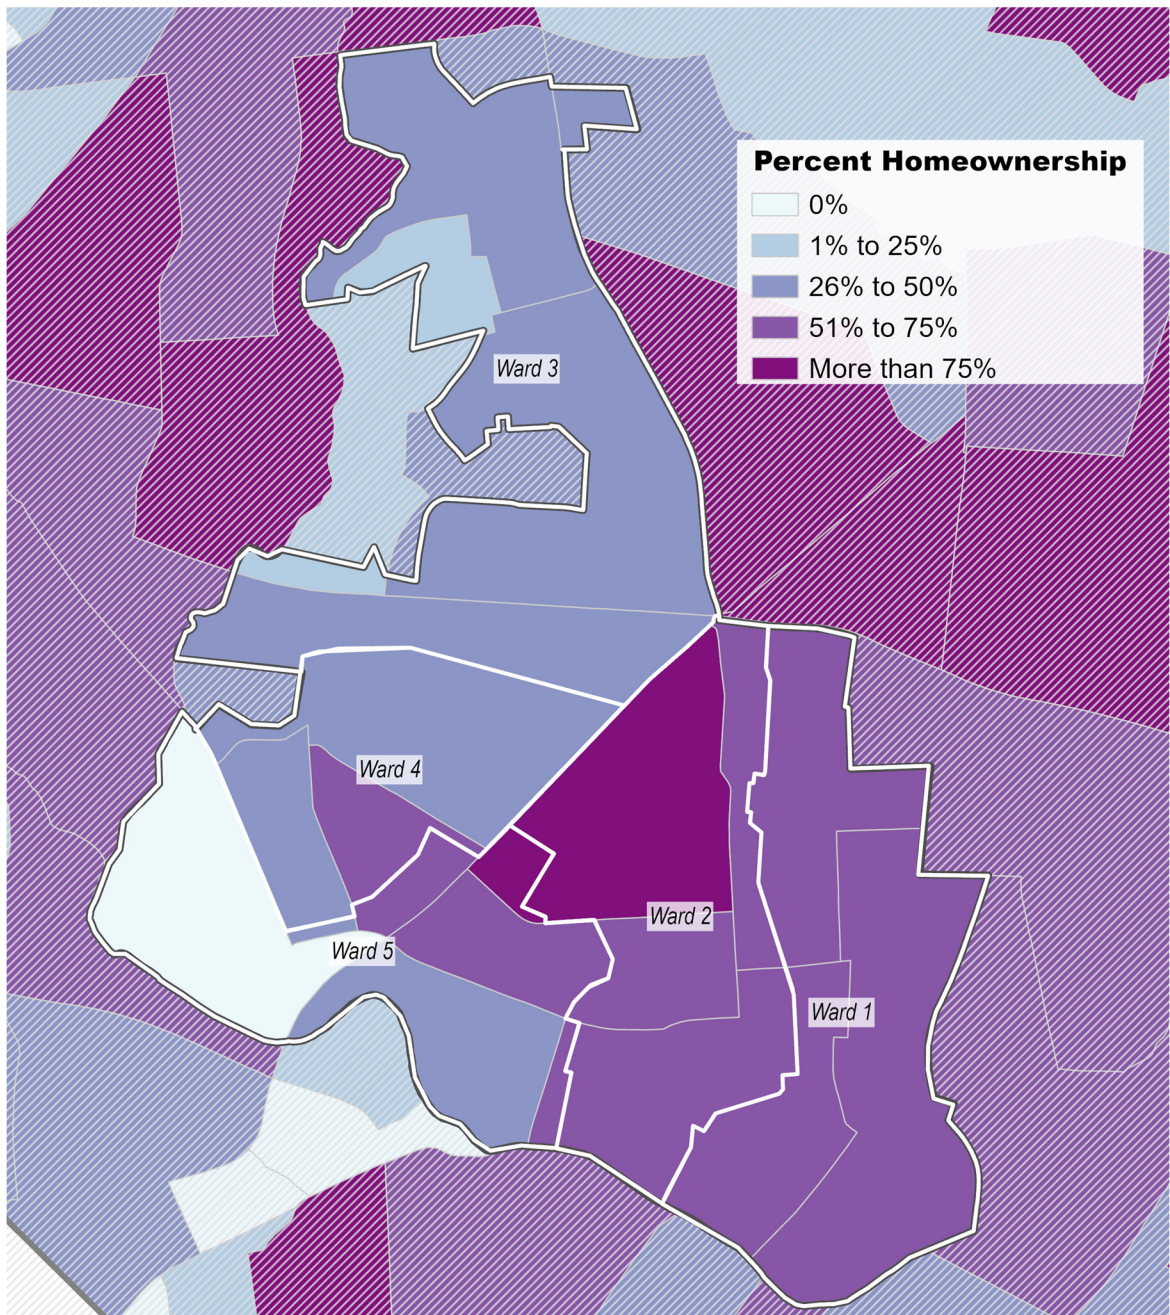 Percent Homeownership
0%
1% to 25%
26% to 50%
51% to 75%
More than 75%
Ward 3
Ward 4
Ward 2
Ward 5
Ward 1